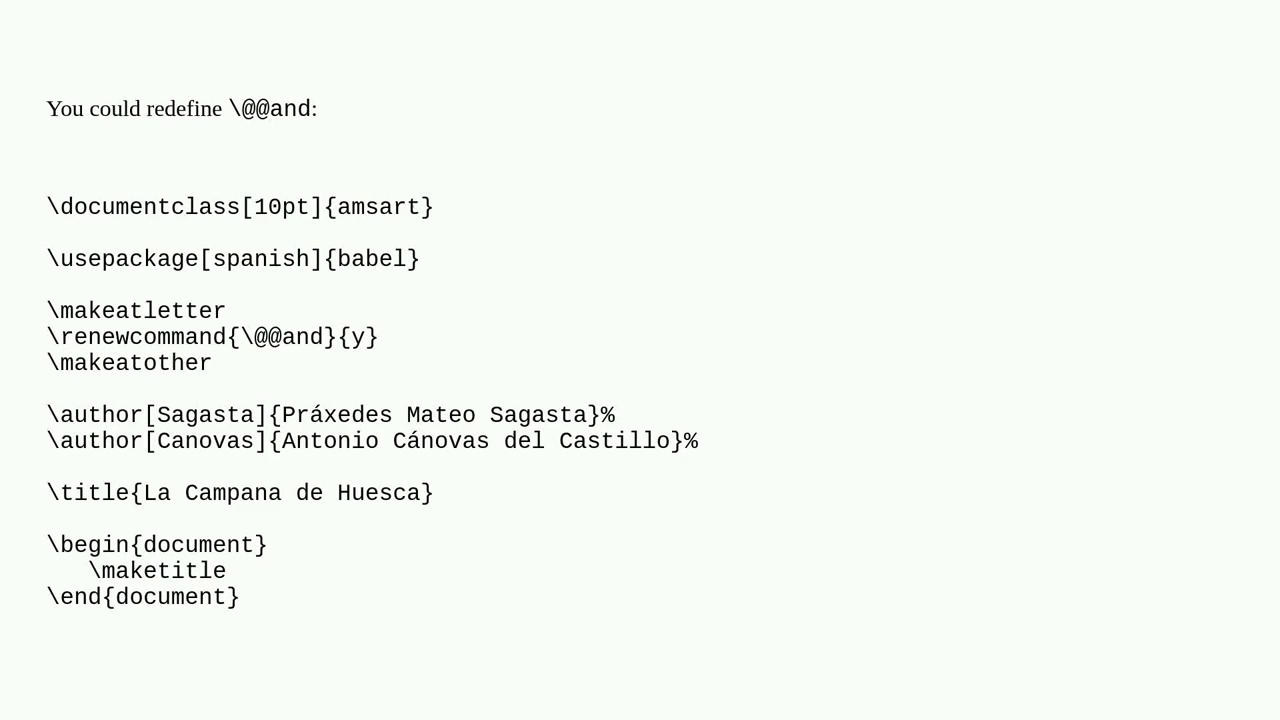 You could redefine \@@and:
\documentclass[10pt]{amsart}
\usepackage[spanish]{babel}
\makeatletter
\renewcommand{\@@and}{y}
\makeatother
\author[Sagasta]{Práxedes Mateo Sagasta}%
\author[Canovas]{Antonio Cánovas del Castillo}%
\title{La Campana de Huesca}
\begin{document}
   \maketitle
\end{document}